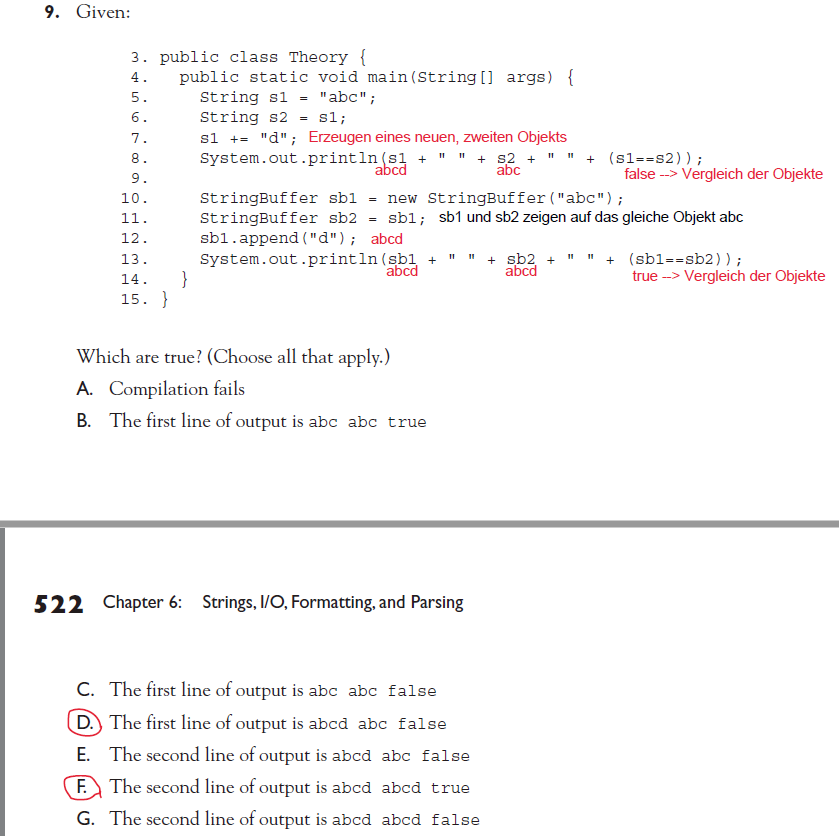 9. Given:
3. public class Theory {
4. public static void main(String[] args) {
5. String s1 = "abc";
6. String s2 = s1;
7. s1 += "d"; Erzeugen eines neuen, zweiten Objekts
8. System.out.println(s1 + " " + s2 + " " + (s1==s2));
abcd abc false --> Vergleich der Objekte
9.
10. StringBuffer sb1 = new StringBuffer("abc");
11. StringBuffer sb2 = sb1; sb1 und sb2 zeigen auf das gleiche Objekt abc
12. sb1.append("d"); abcd
13. System.out.println(sb1 + " " + sb2 + " " + (sb1==sb2));
abcd abcd true --> Vergleich der Objekte
14. }
15. }
Which are true? (Choose all that apply.)
A. Compilation fails
B. The first line of output is abc abc true
522 Chapter 6: Strings, I/O, Formatting, and Parsing
C. The first line of output is abc abc false
D. The first line of output is abcd abc false
E. The second line of output is abcd abc false
F. The second line of output is abcd abcd true
G. The second line of output is abcd abcd false